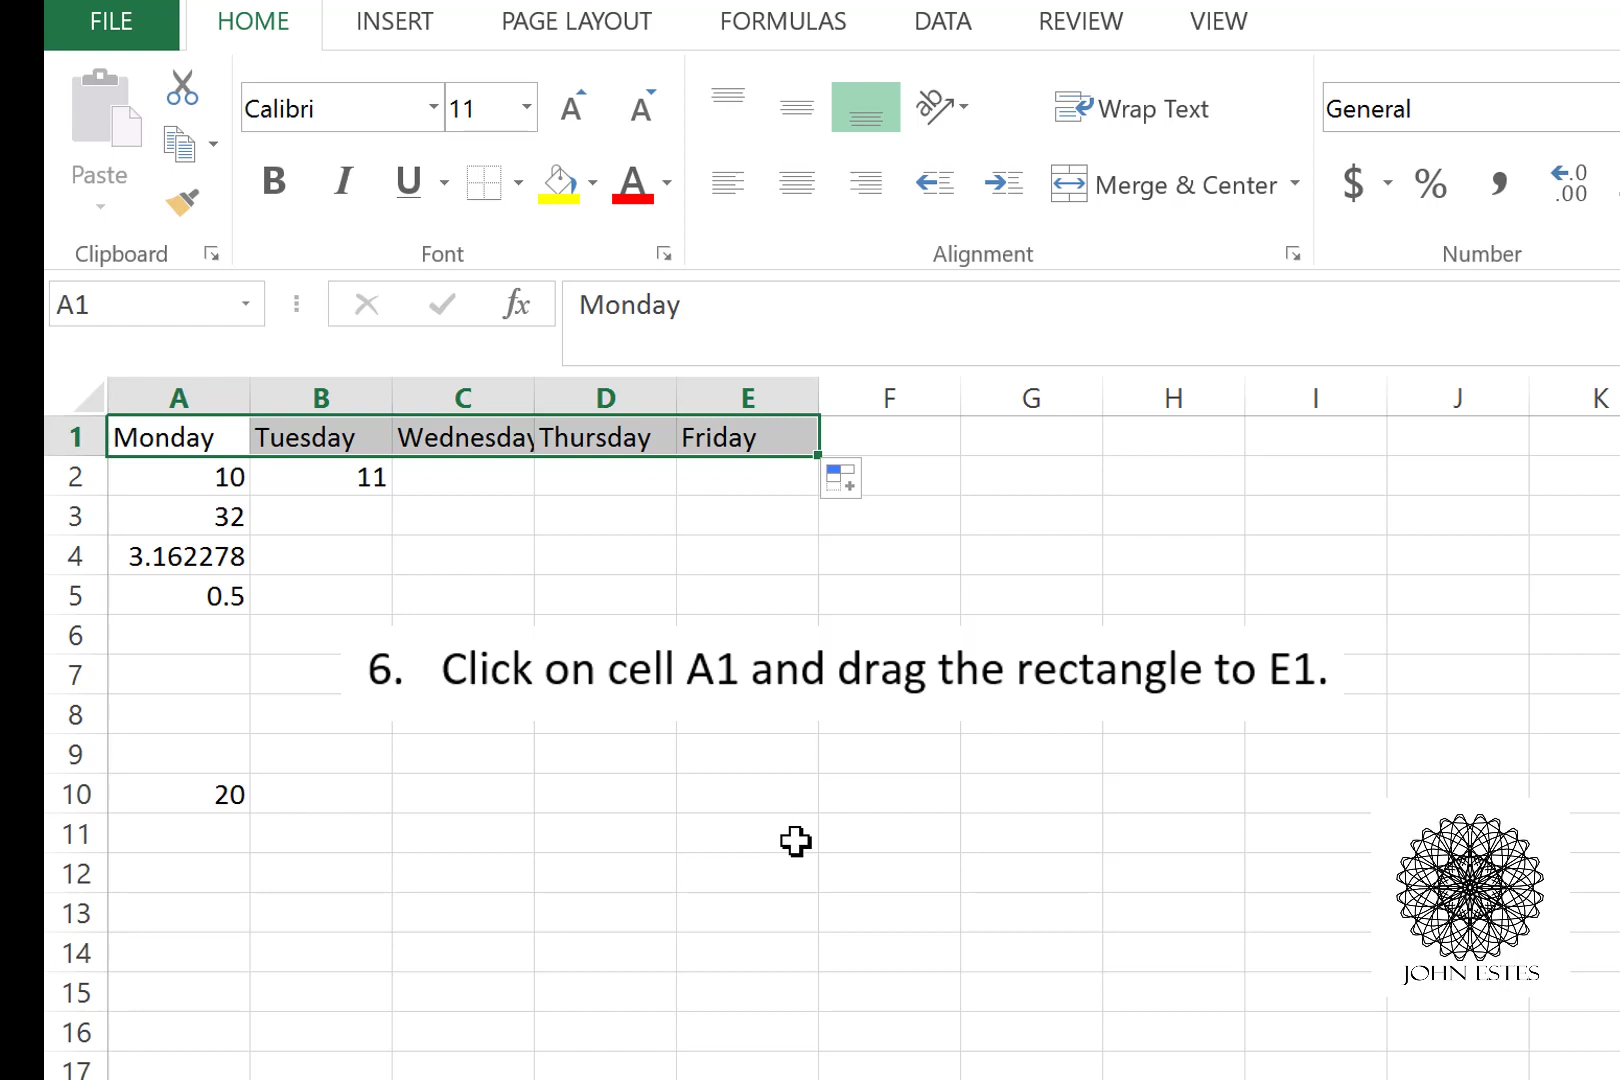 FILE HOME INSERT PAGE LAYOUT FORMULAS DATA REVIEW VIEW
Calibri 11 A A ab Wrap Text General
Paste B I U A Merge & Center $ % , .0 .00
Clipboard Font Alignment Number
A1 fx Monday
A B C D E F G H I J K
1 Monday Tuesday Wednesday Thursday Friday
2 10 11
3 32
4 3.162278
5 0.5
6
7
6. Click on cell A1 and drag the rectangle to E1.
8
9
10 20
11
12
13
14
JOHN ESTES
15
16
17